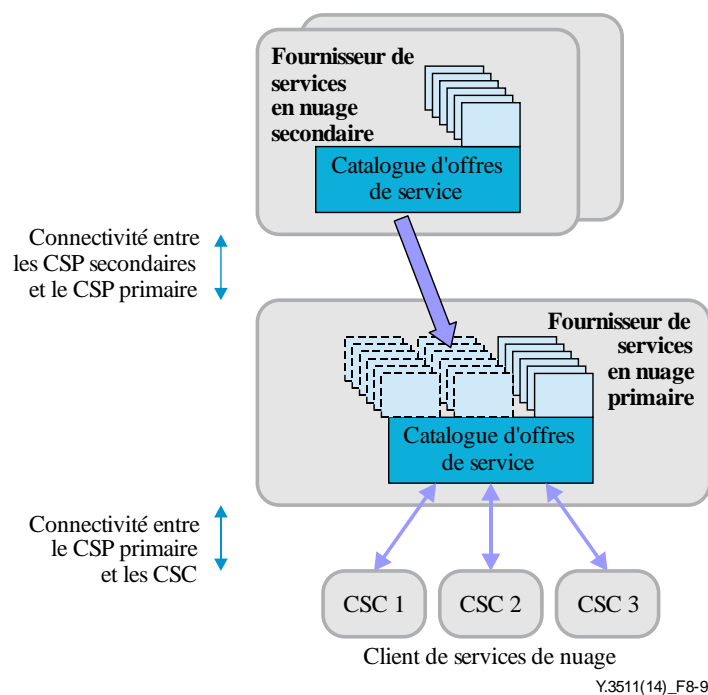 Fournisseur de
services
en nuage
secondaire
Catalogue d'offres
de service
Connectivité entre
les CSP secondaires
et le CSP primaire
Fournisseur de
services
en nuage
primaire
Catalogue d'offres
de service
Connectivité entre
le CSP primaire
et les CSC
CSC 1
CSC 2
CSC 3
Client de services de nuage
Y.3511(14)_F8-9